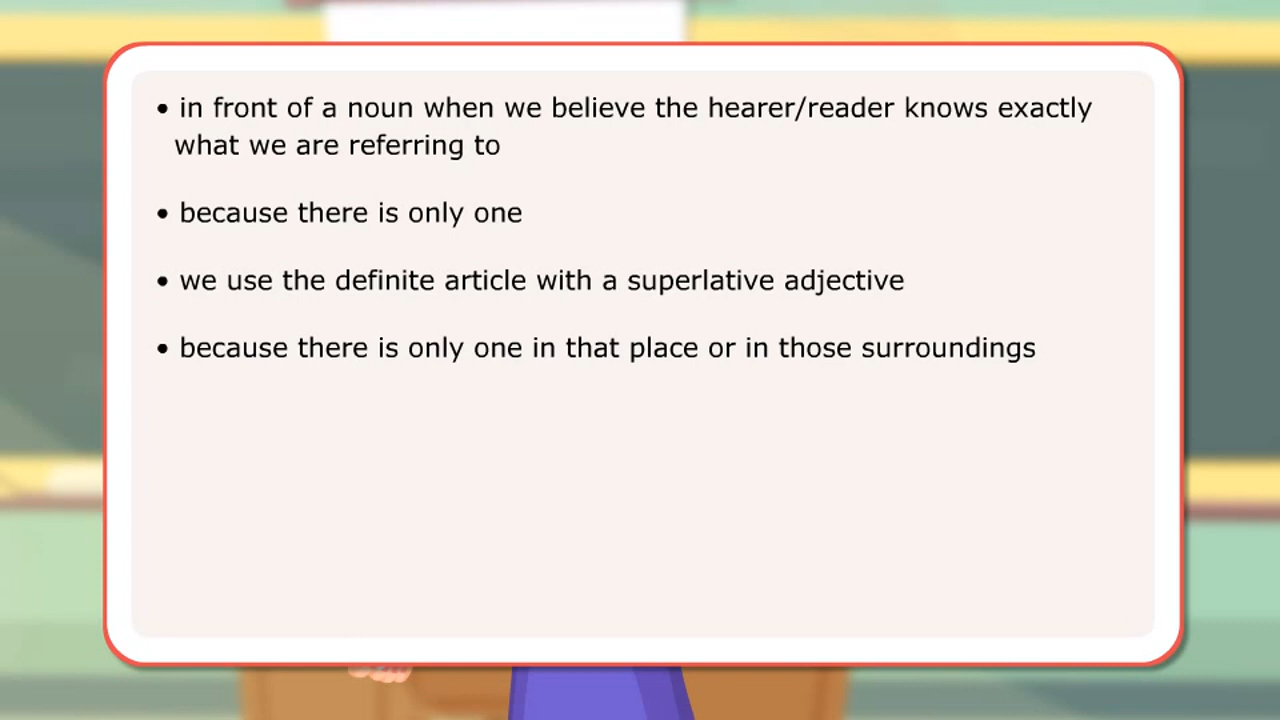 • in front of a noun when we believe the hearer/reader knows exactly
what we are referring to
• because there is only one
• we use the definite article with a superlative adjective
• because there is only one in that place or in those surroundings